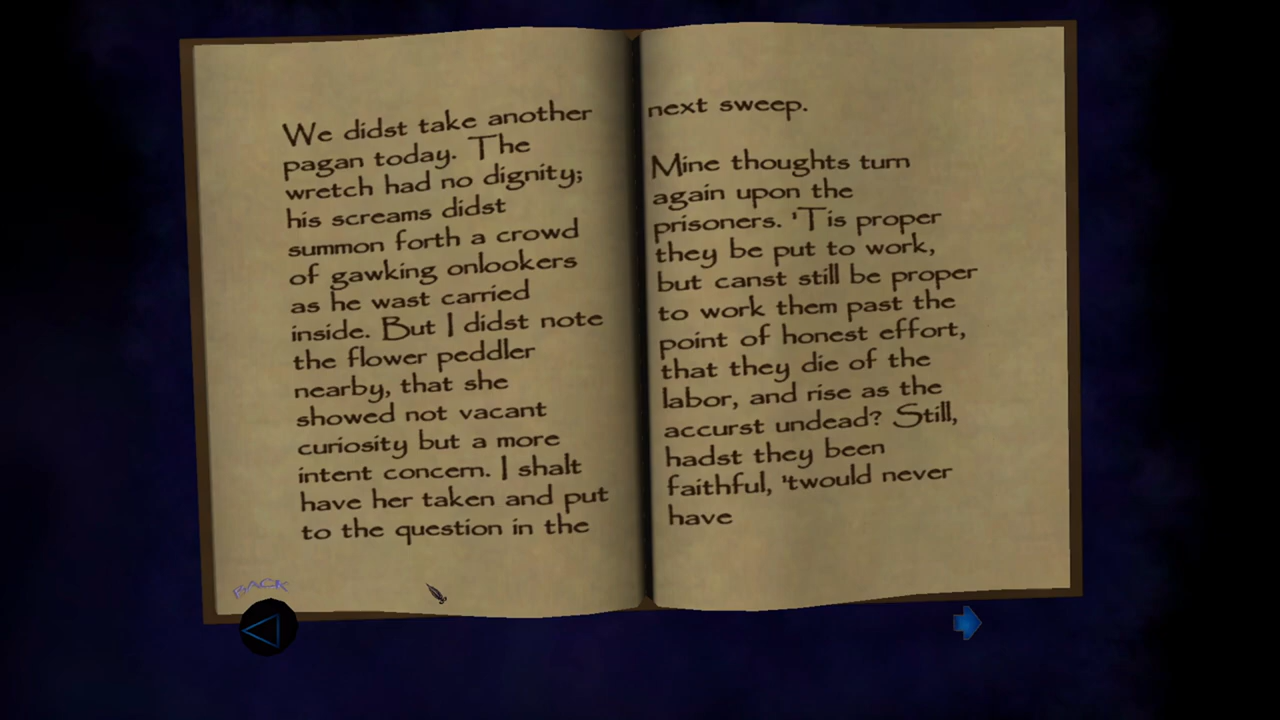 We didst take another
pagan today. The
wretch had no dignity;
his screams didst
summon forth a crowd
of gawking onlookers
as he wast carried
inside. But I didst note
the flower peddler
nearby, that she
showed not vacant
curiosity but a more
intent concern. I shalt
have her taken and put
to the question in the
next sweep.
Mine thoughts turn
again upon the
prisoners. 'Tis proper
they be put to work,
but canst still be proper
to work them past the
point of honest effort,
that they die of the
labor, and rise as the
accurst undead? Still,
hadst they been
faithful, 'twould never
have
BACK